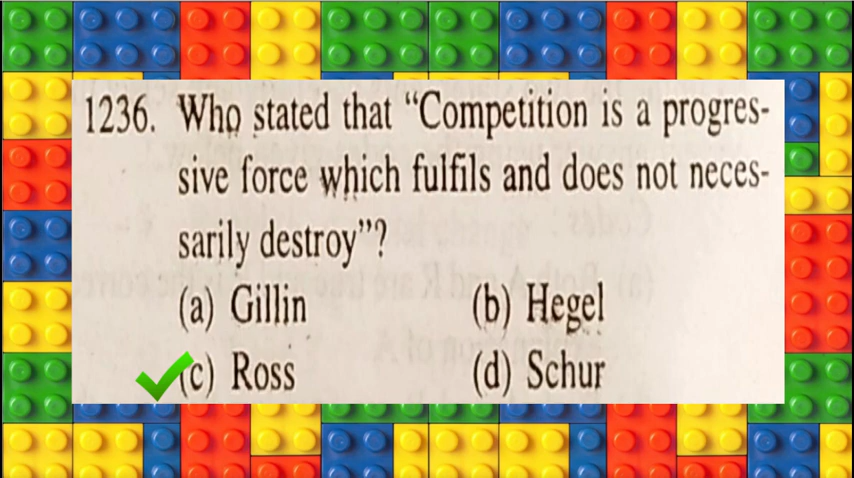 1236. Who stated that “Competition is a progres-
sive force which fulfils and does not neces-
sarily destroy”?
(a) Gillin (b) Hegel
(c) Ross (d) Schur